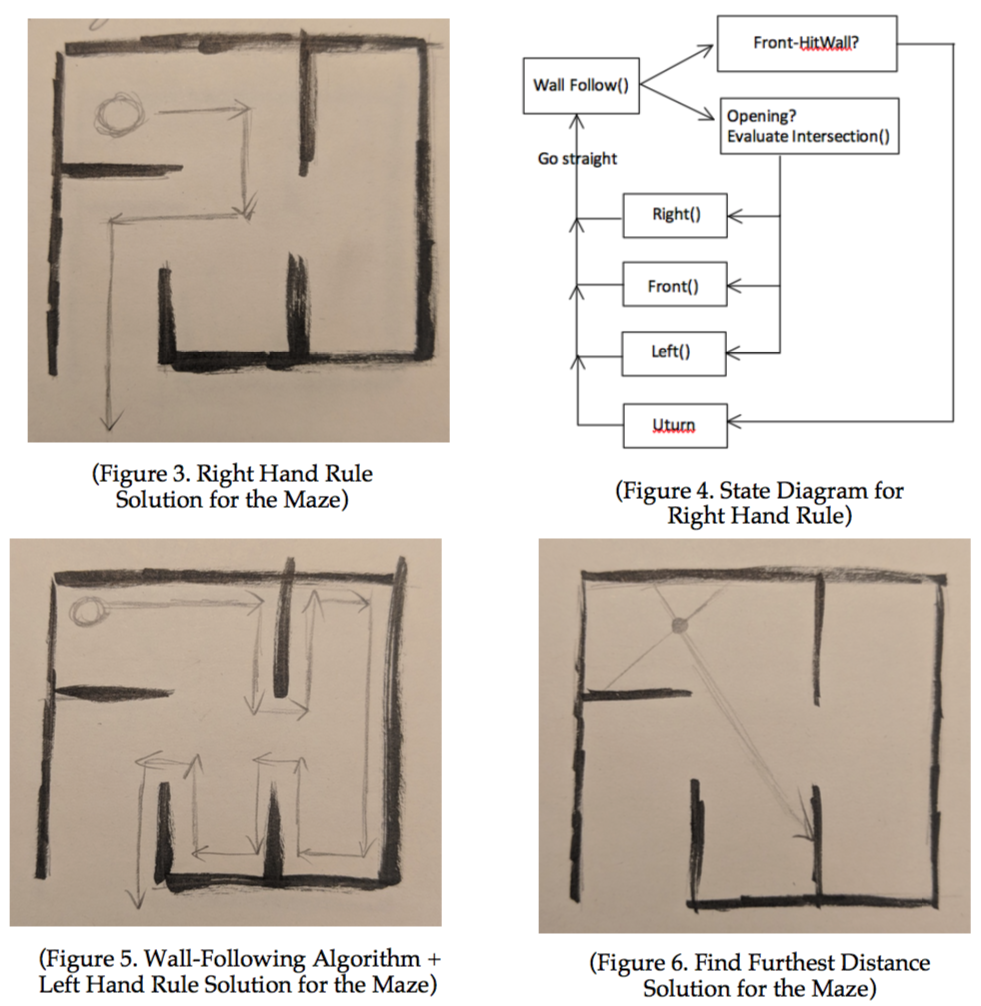 Front-HitWall?
Wall Follow()
Opening?
Evaluate Intersection()
Go straight
Right()
Front()
Left()
Uturn
(Figure 3. Right Hand Rule
Solution for the Maze)
(Figure 4. State Diagram for
Right Hand Rule)
(Figure 5. Wall-Following Algorithm +
Left Hand Rule Solution for the Maze)
(Figure 6. Find Furthest Distance
Solution for the Maze)